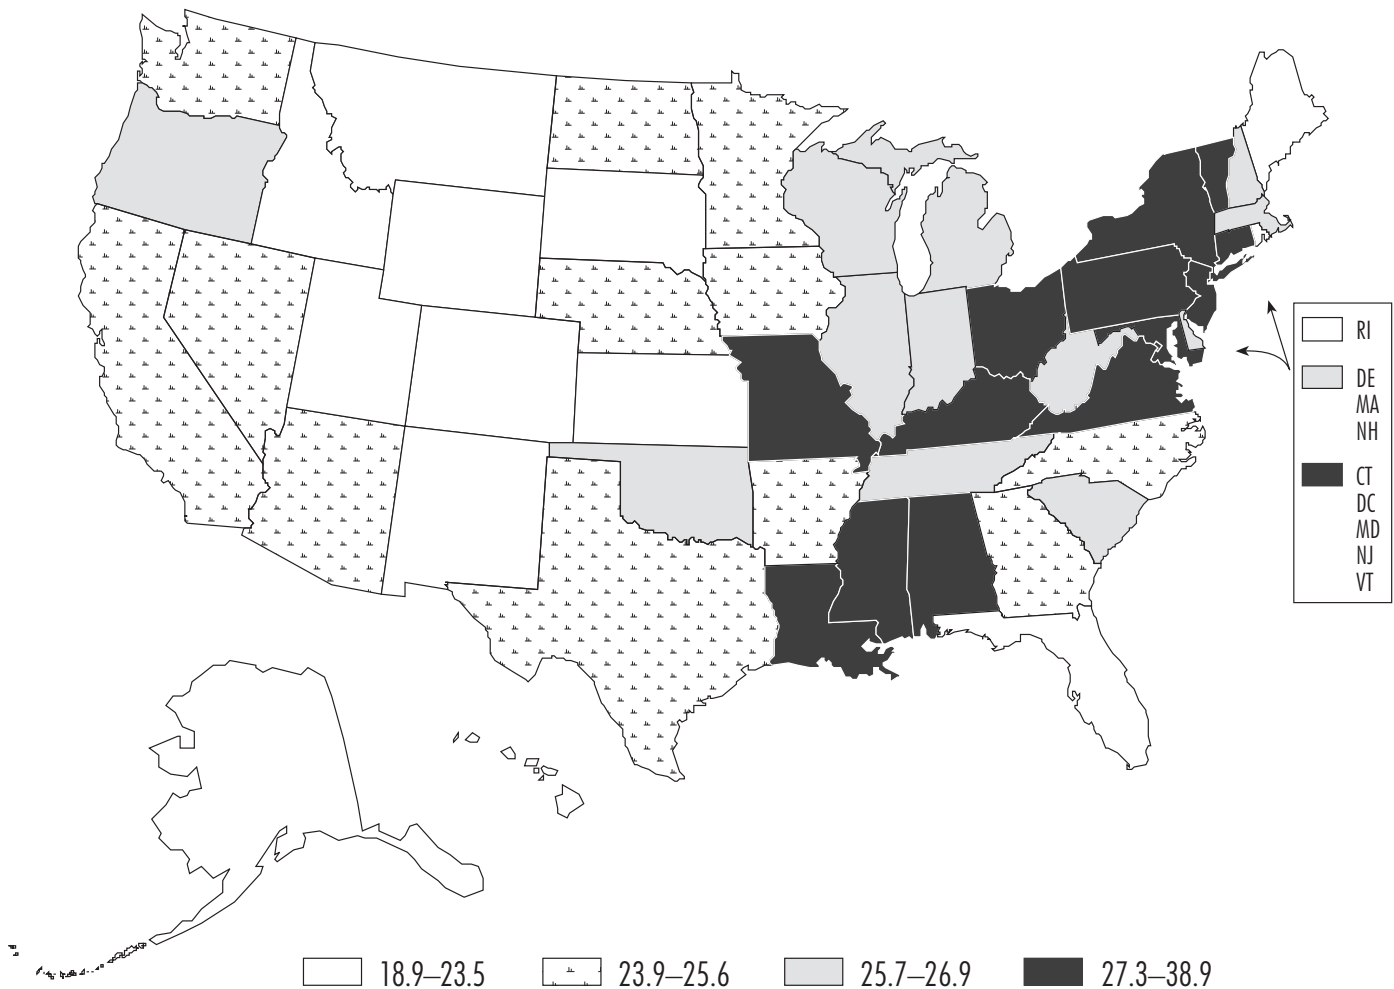 RI
DE
MA
NH
CT
DC
MD
NJ
VT
18.9–23.5 23.9–25.6 25.7–26.9 27.3–38.9